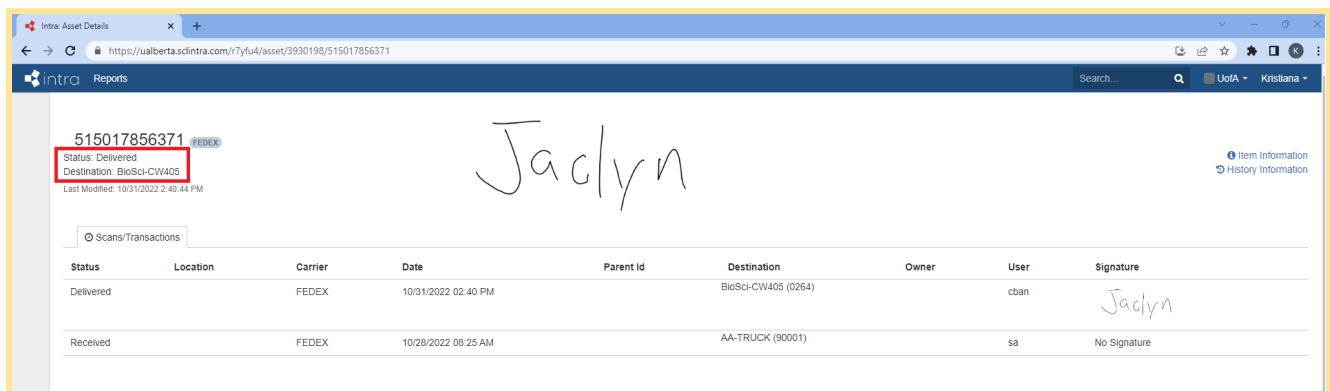 Intra: Asset Details
https://ualberta.sclintra.com/r7yfu4/asset/3930198/515017856371
K
intra Reports Search... UofA Kristiana
515017856371 FEDEX
Status: Delivered
Destination: BioSci-CW405
Last Modified: 10/31/2022 2:40:44 PM
Jaclyn
Item Information
History Information
Scans/Transactions
Status Location Carrier Date Parent Id Destination Owner User Signature
Delivered FEDEX 10/31/2022 02:40 PM BioSci-CW405 (0264) cban Jaclyn
Received FEDEX 10/28/2022 08:25 AM AA-TRUCK (90001) sa No Signature